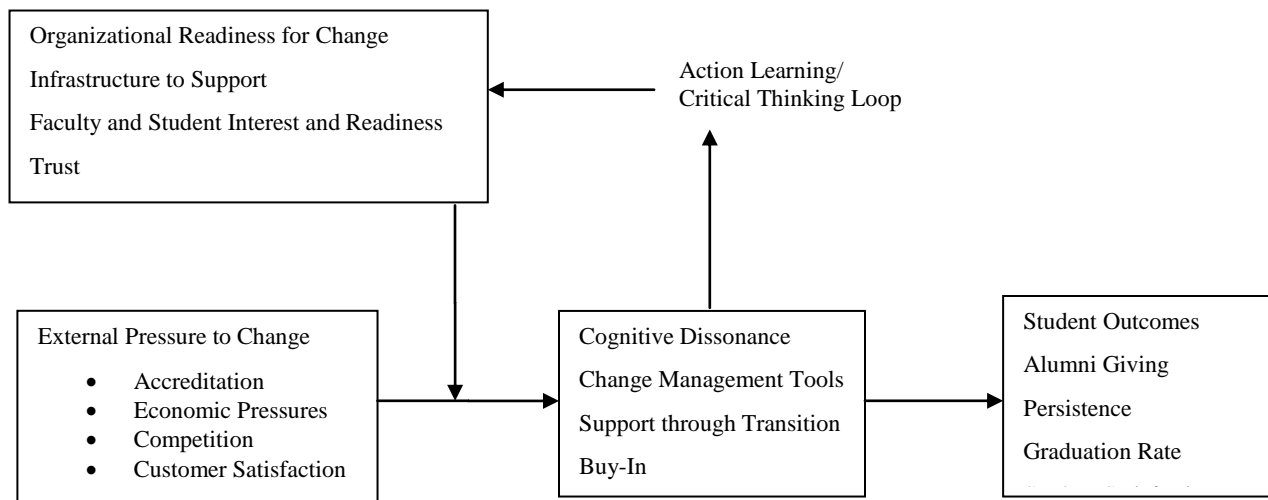 Organizational Readiness for Change
Infrastructure to Support
Faculty and Student Interest and Readiness
Trust
Action Learning/
Critical Thinking Loop
External Pressure to Change
• Accreditation
• Economic Pressures
• Competition
• Customer Satisfaction
Cognitive Dissonance
Change Management Tools
Support through Transition
Buy-In
Student Outcomes
Alumni Giving
Persistence
Graduation Rate